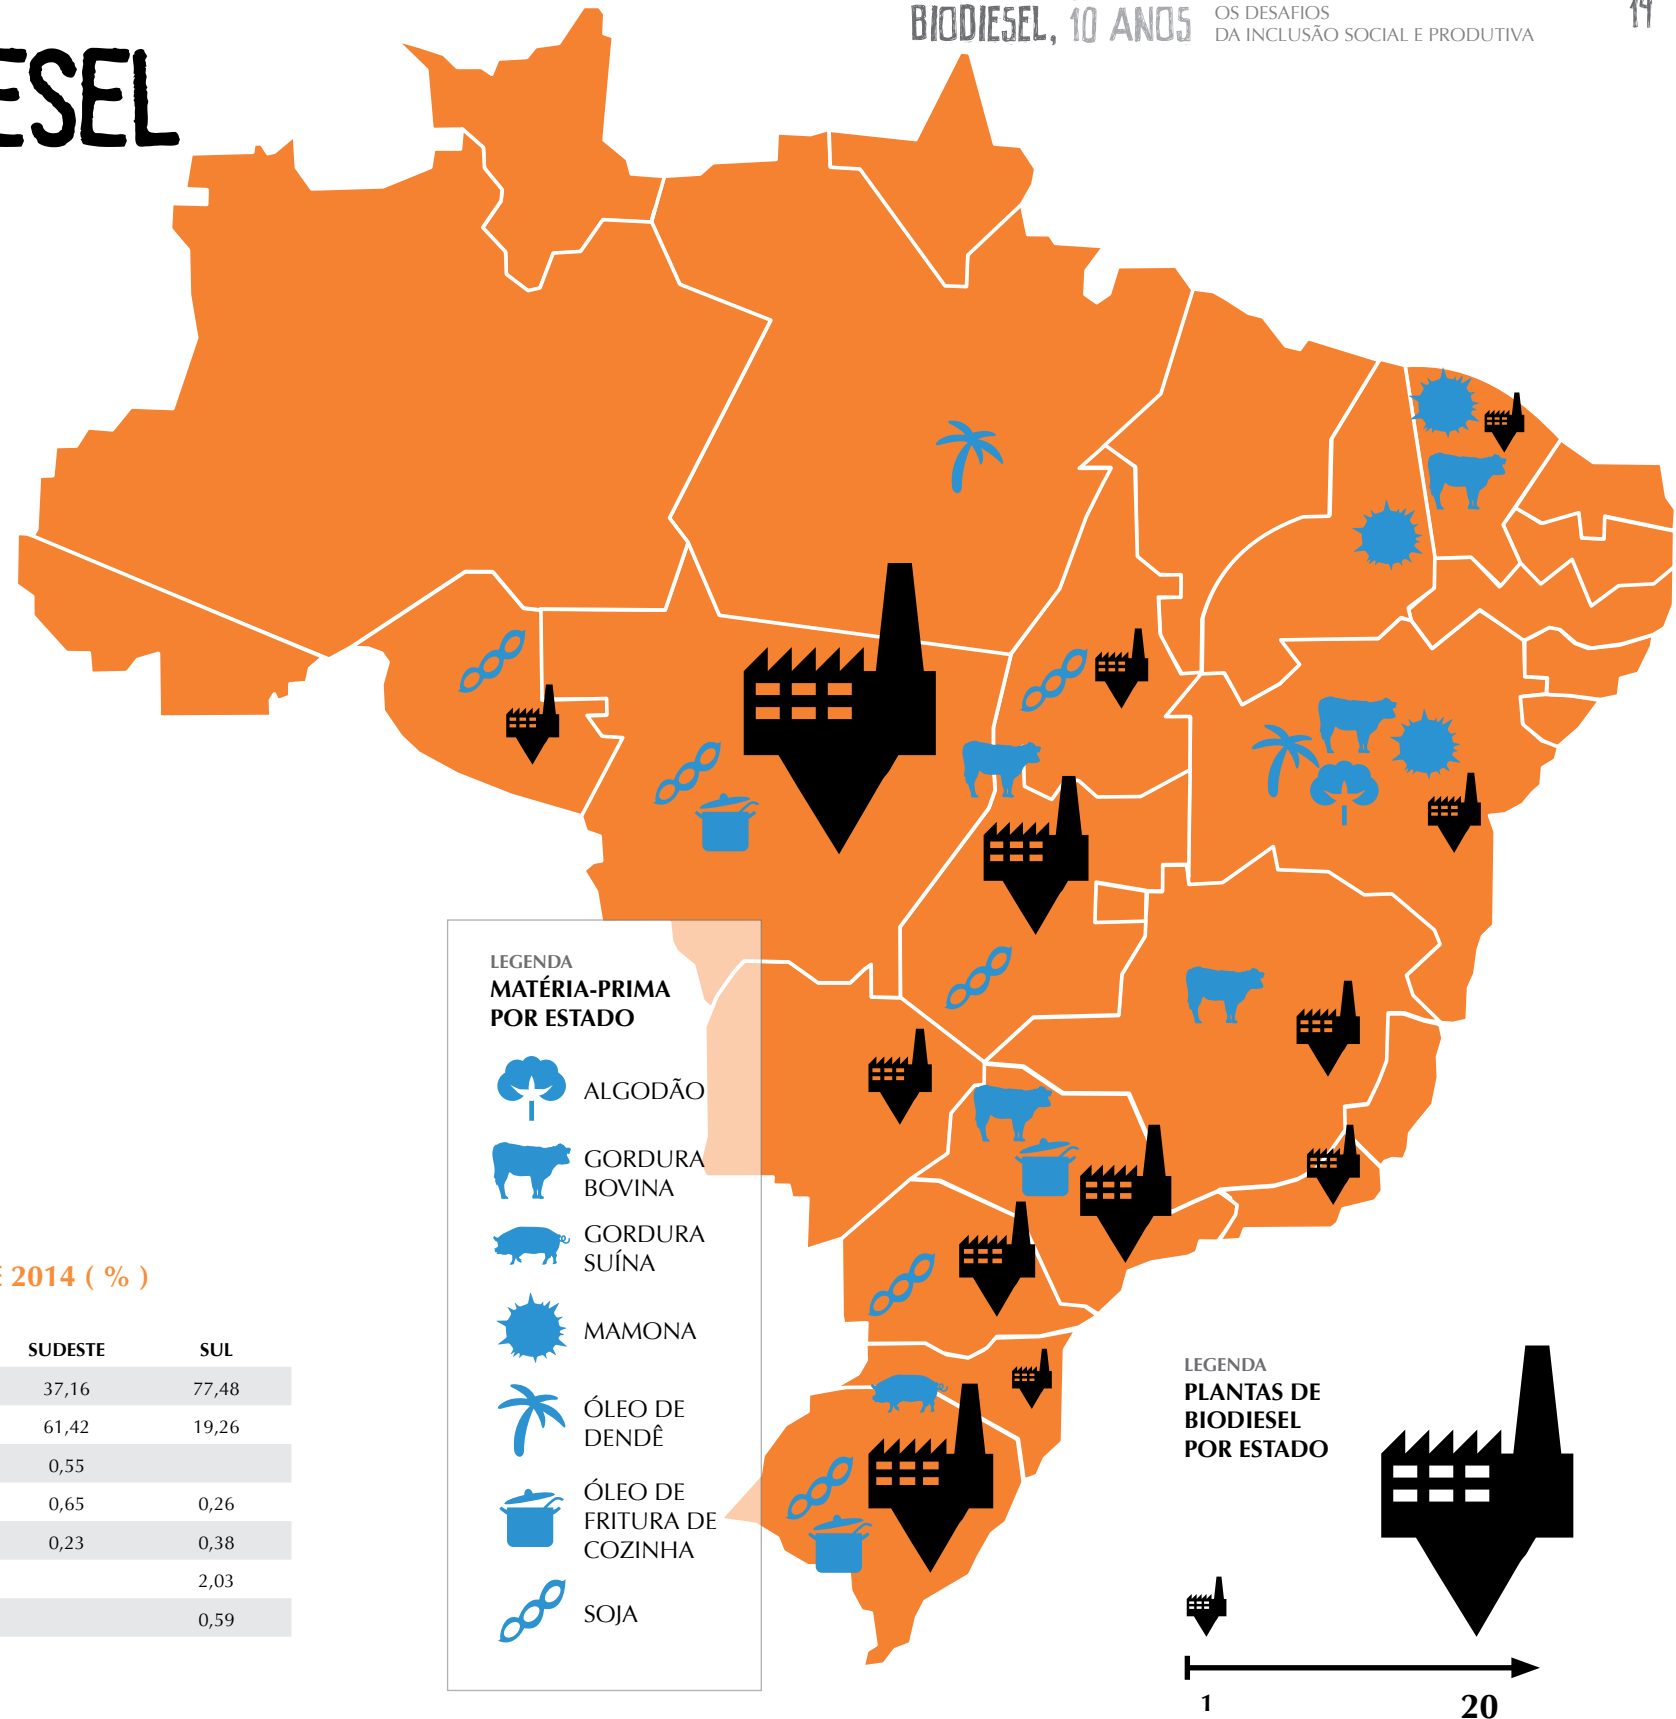 BIODIESEL, 10 ANOS
OS DESAFIOS
DA INCLUSÃO SOCIAL E PRODUTIVA
ESEL
LEGENDA
MATÉRIA-PRIMA
POR ESTADO
ALGODÃO
GORDURA
BOVINA
GORDURA
SUÍNA
MAMONA
ÓLEO DE
DENDÊ
ÓLEO DE
FRITURA DE
COZINHA
SOJA
E 2014 ( % )
SUDESTE SUL
37,16 77,48
61,42 19,26
0,55
0,65 0,26
0,23 0,38
2,03
0,59
LEGENDA
PLANTAS DE
BIODIESEL
POR ESTADO
1 20